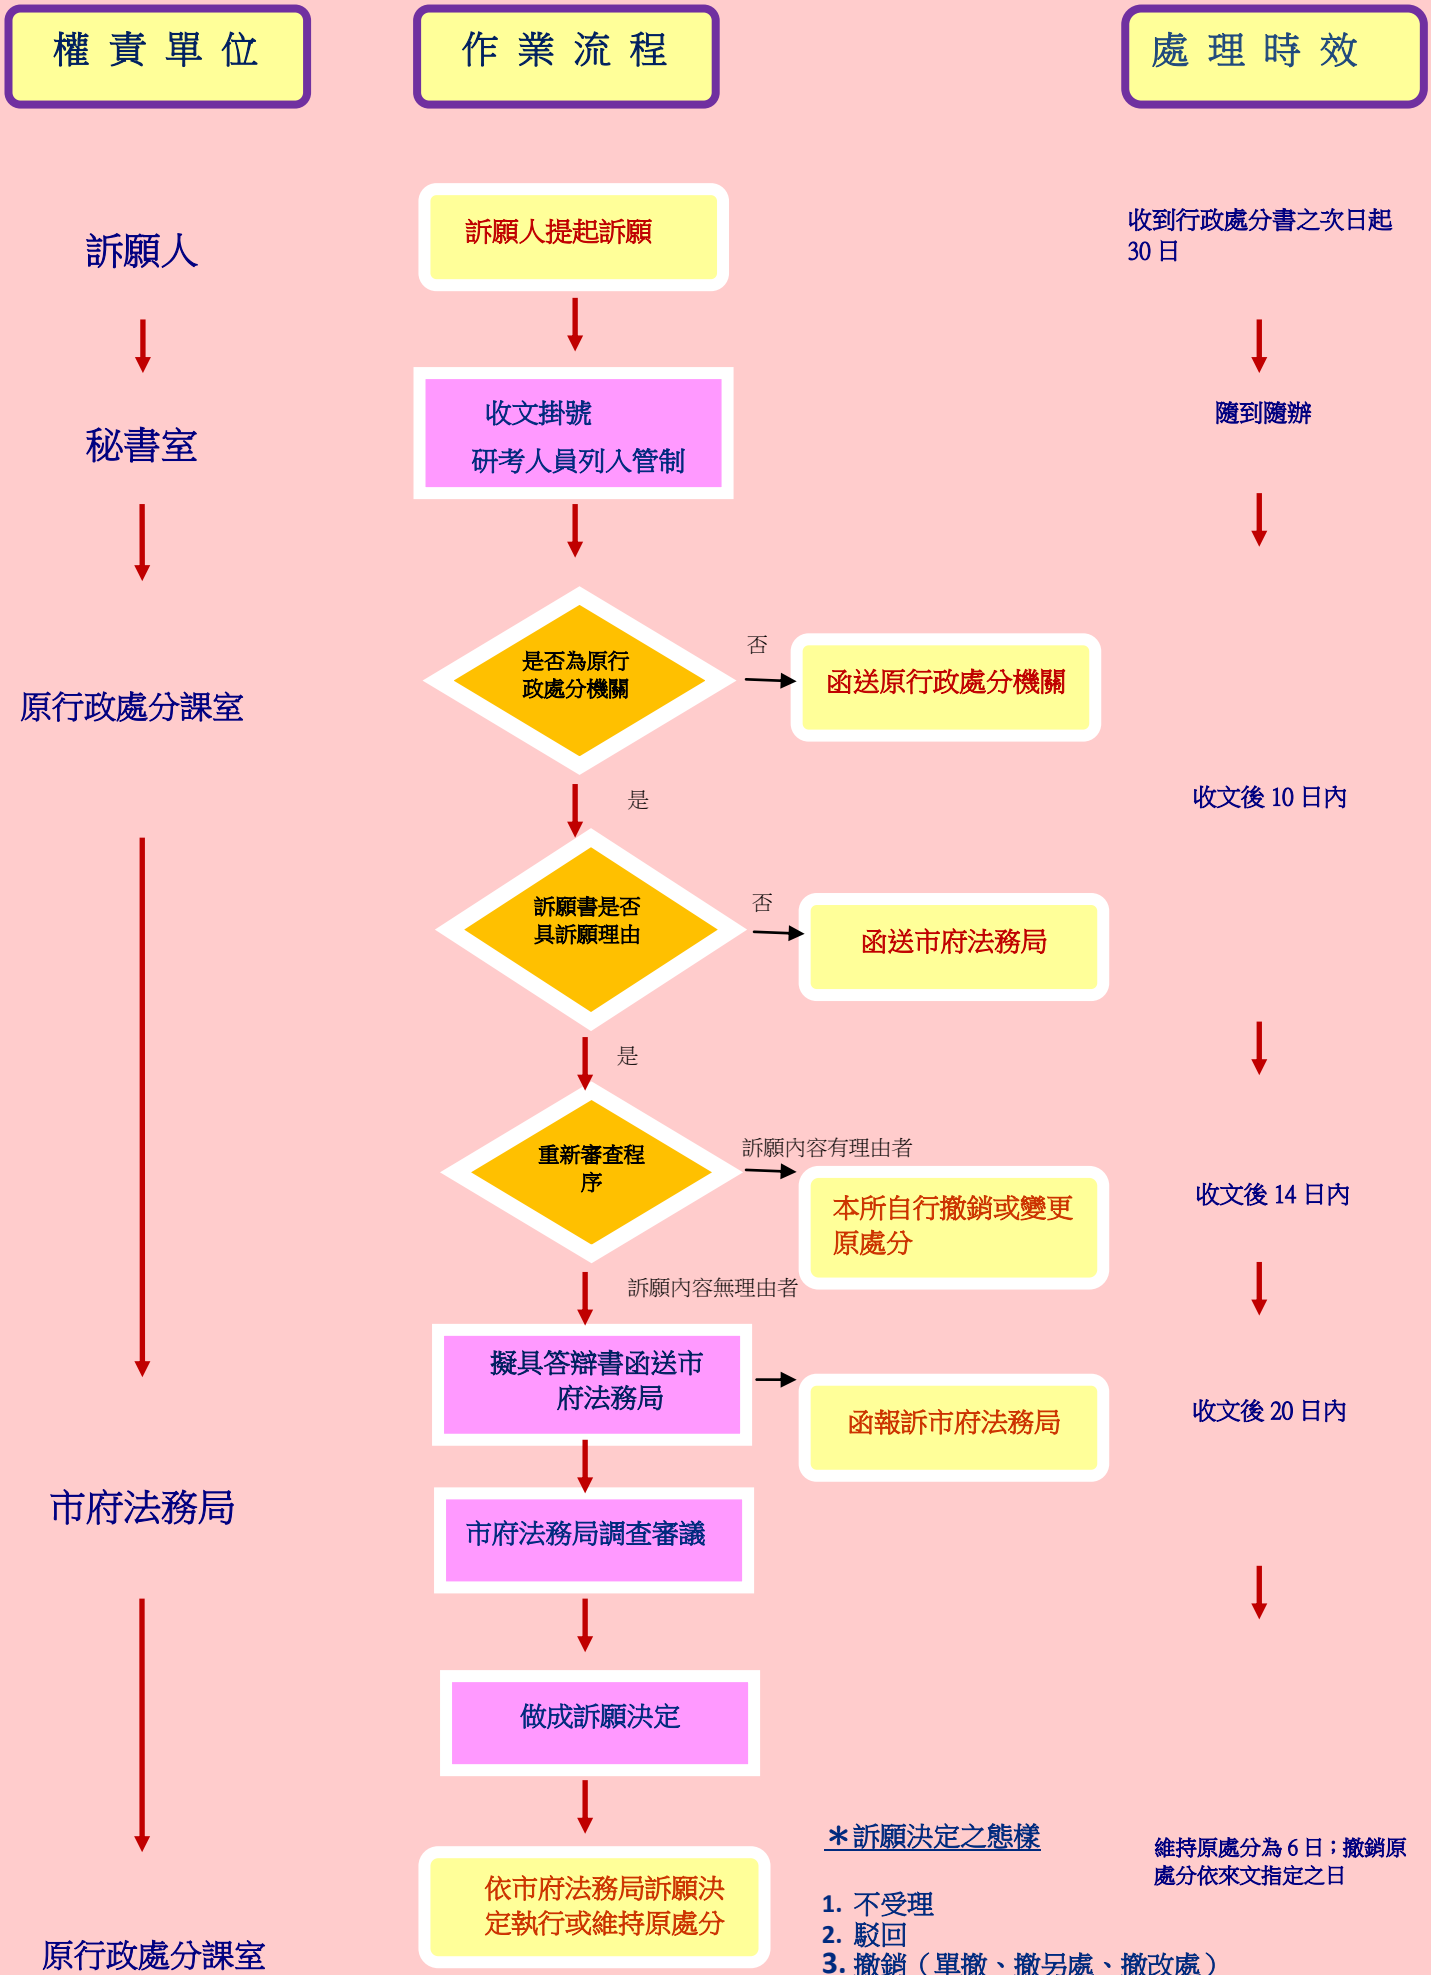 權責單位
作業流程
處理時效
訴願人
訴願人提起訴願
收到行政處分書之次日起
30 日
秘書室
收文掛號
研考人員列入管制
隨到隨辦
原行政處分課室
是否為原行
政處分機關
否
函送原行政處分機關
是
收文後 10 日內
訴願書是否
具訴願理由
否
函送市府法務局
是
重新審查程
序
訴願內容有理由者
本所自行撤銷或變更
原處分
收文後 14 日內
訴願內容無理由者
擬具答辯書函送市
府法務局
函報訴市府法務局
收文後 20 日內
市府法務局
市府法務局調查審議
做成訴願決定
＊訴願決定之態樣
1. 不受理
2. 駁回
3. 撤銷（單撤、撤另處、撤改處）
維持原處分為 6 日；撤銷原
處分依來文指定之日
依市府法務局訴願決
定執行或維持原處分
原行政處分課室